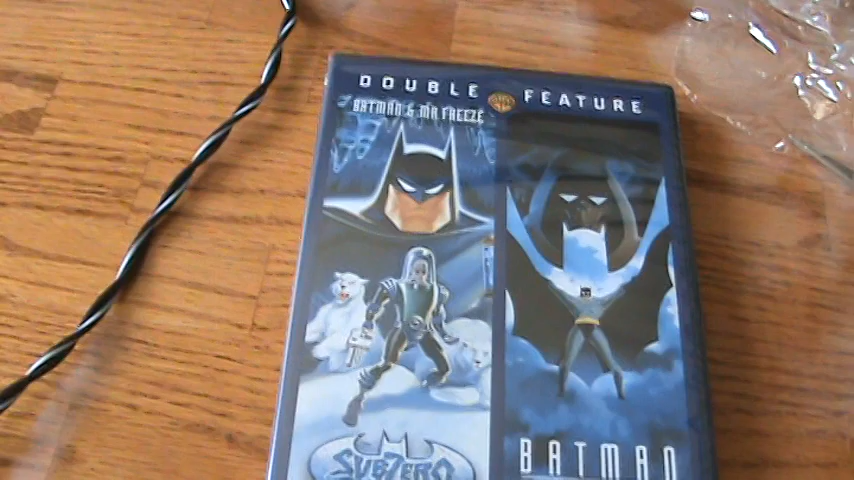 DOUBLE FEATURE
BATMAN & MR FREEZE
SUBZERO
BATMAN